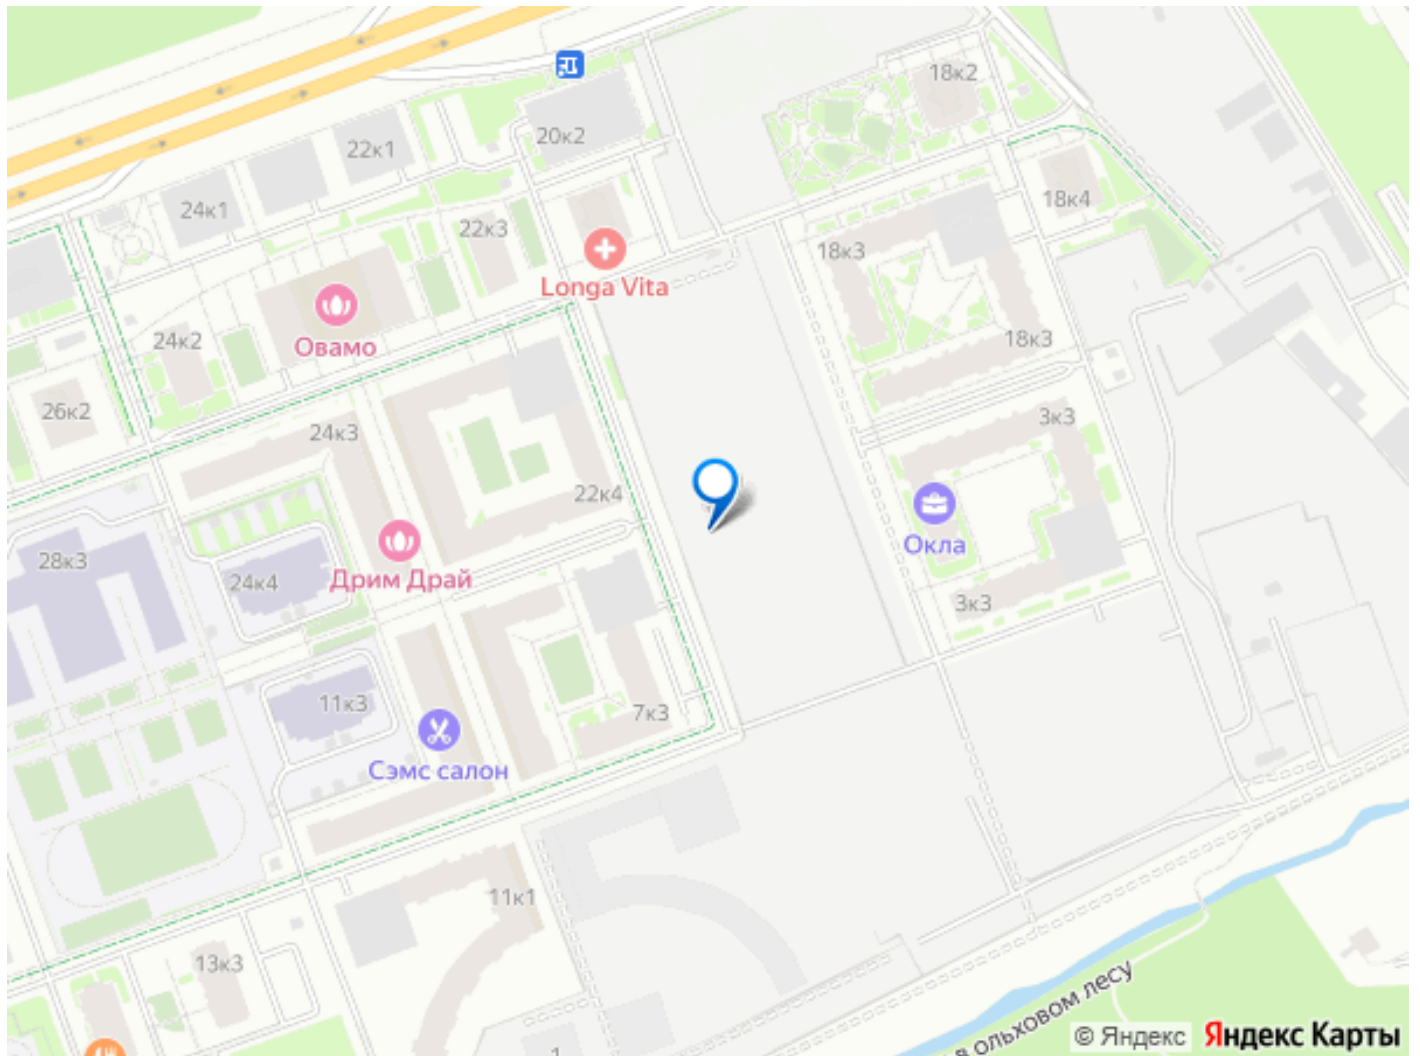 18к2
20к2
22к1
18к4
24к1
22к3
18к3
Longa Vita
24к2
Овамо
18к3
26к2
3к3
24к3
22к4
Окла
28к3
24к4
Дрим Драй
3к3
11к3
7к3
Сэмс салон
11к1
13к3
в ольховом лесу
1
© Яндекс Яндекс Карты